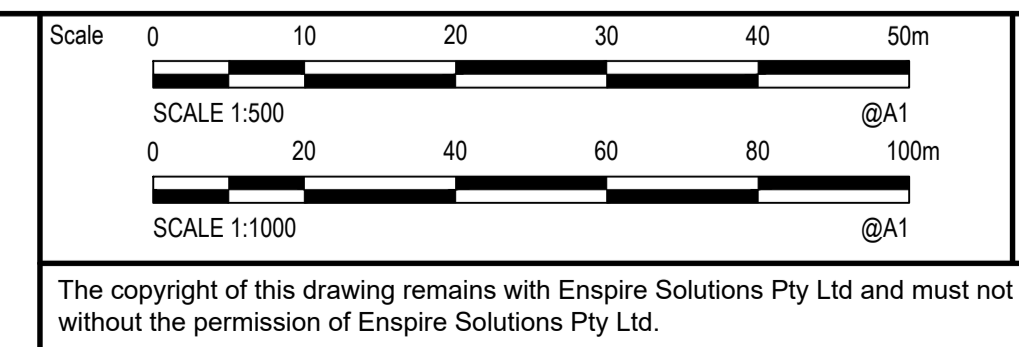 Scale 0 10 20 30 40 50m
SCALE 1:500 @A1
0 20 40 60 80 100m
SCALE 1:1000 @A1
The copyright of this drawing remains with Enspire Solutions Pty Ltd and must not
without the permission of Enspire Solutions Pty Ltd.